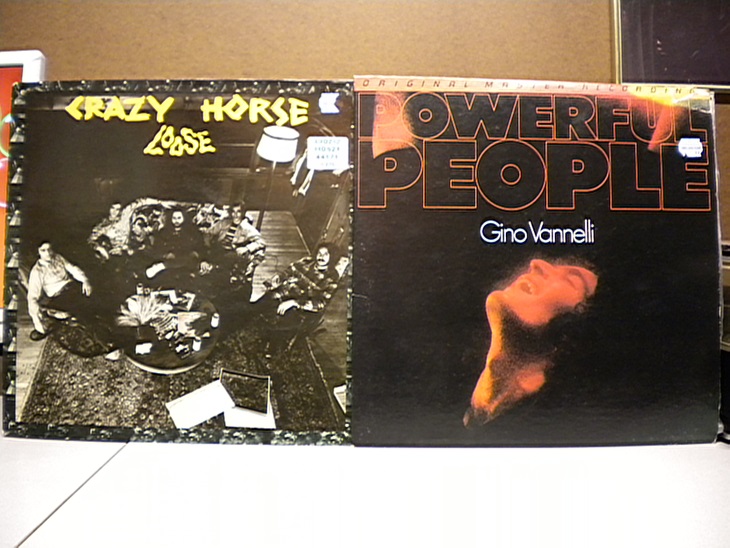 CRAZY HORSE
LOOSE
ORIGINAL MASTER RECORDING
POWERFUL
PEOPLE
Gino Vannelli